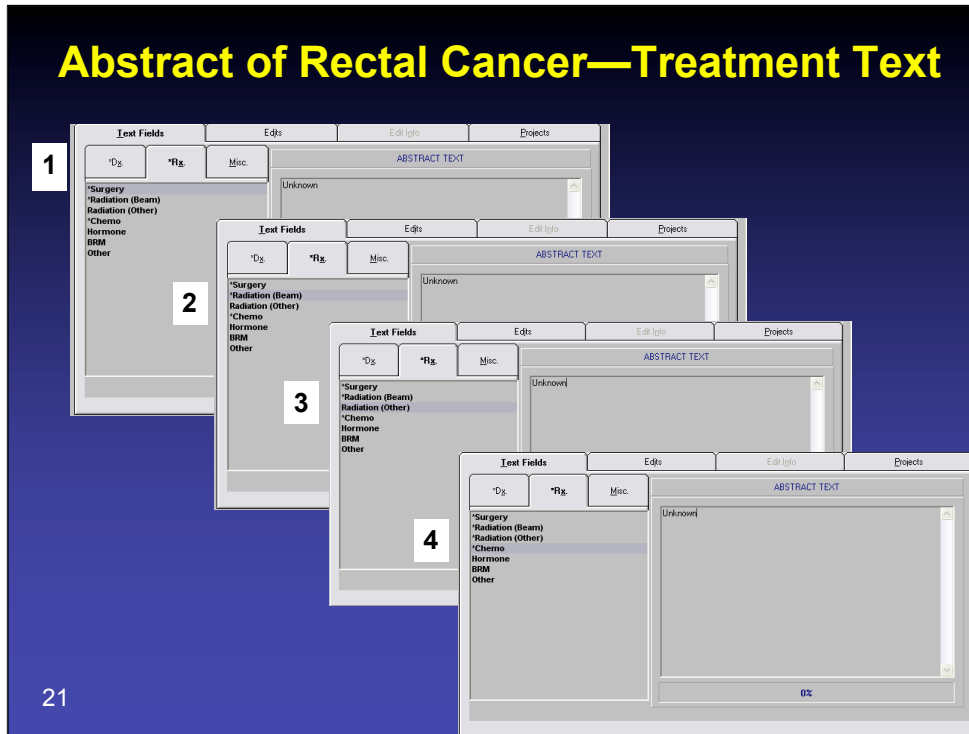 Abstract of Rectal Cancer—Treatment Text
1
Text Fields Edits Edit Info Projects
*Dx. *Rx. Misc. ABSTRACT TEXT
*Surgery
*Radiation (Beam)
Radiation (Other)
*Chemo
Hormone
BRM
Other
Unknown
2
Text Fields Edits Edit Info Projects
*Dx. *Rx. Misc. ABSTRACT TEXT
*Surgery
*Radiation (Beam)
Radiation (Other)
*Chemo
Hormone
BRM
Other
Unknown
3
Text Fields Edits Edit Info Projects
*Dx. *Rx. Misc. ABSTRACT TEXT
*Surgery
*Radiation (Beam)
Radiation (Other)
*Chemo
Hormone
BRM
Other
Unknown
4
Text Fields Edits Edit Info Projects
*Dx. *Rx. Misc. ABSTRACT TEXT
*Surgery
*Radiation (Beam)
*Radiation (Other)
*Chemo
Hormone
BRM
Other
Unknown
0%
21